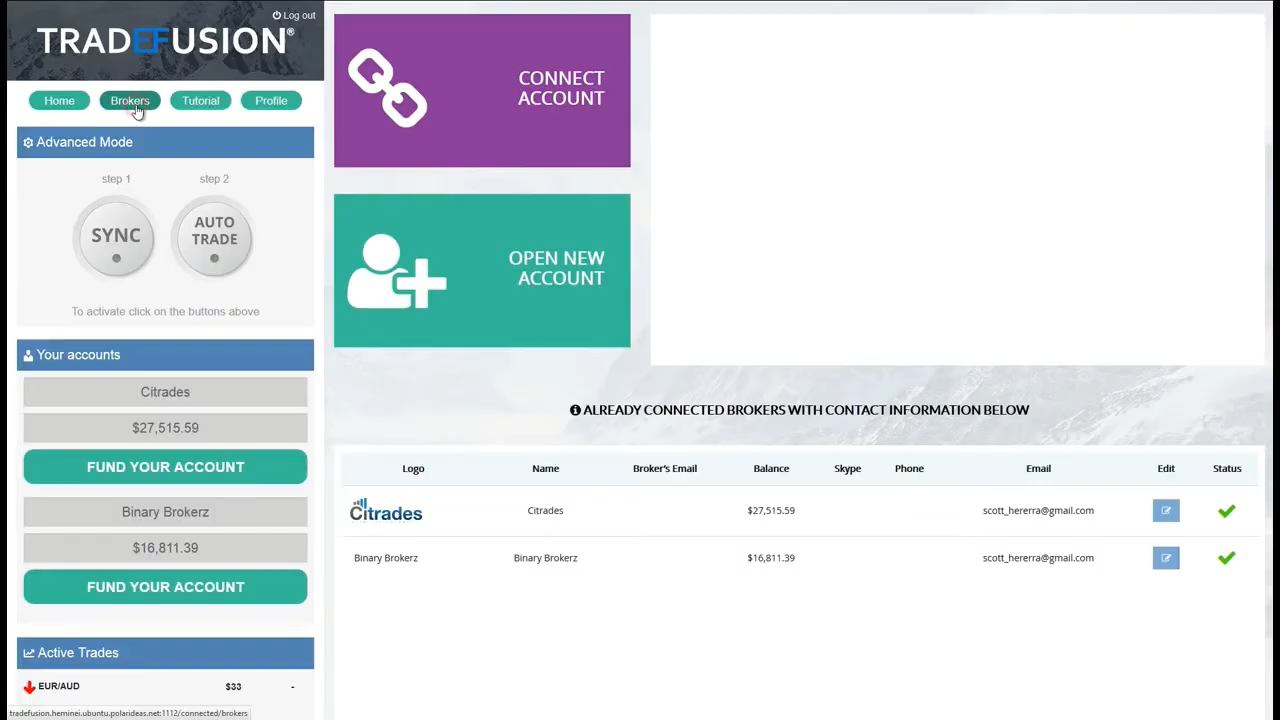 Log out
TRADEFUSION®
Home
Brokers
Tutorial
Profile
Advanced Mode
step 1
step 2
SYNC
AUTO
TRADE
To activate click on the buttons above
Your accounts
Citrades
$27,515.59
FUND YOUR ACCOUNT
Binary Brokerz
$16,811.39
FUND YOUR ACCOUNT
Active Trades
EUR/AUD $33 -
tradefusion.heminei.ubuntu.polarideas.net:1112/connected/brokers
CONNECT
ACCOUNT
OPEN NEW
ACCOUNT
ALREADY CONNECTED BROKERS WITH CONTACT INFORMATION BELOW
Logo Name Broker's Email Balance Skype Phone Email Edit Status
Citrades Citrades $27,515.59 scott_hererra@gmail.com
Binary Brokerz Binary Brokerz $16,811.39 scott_hererra@gmail.com